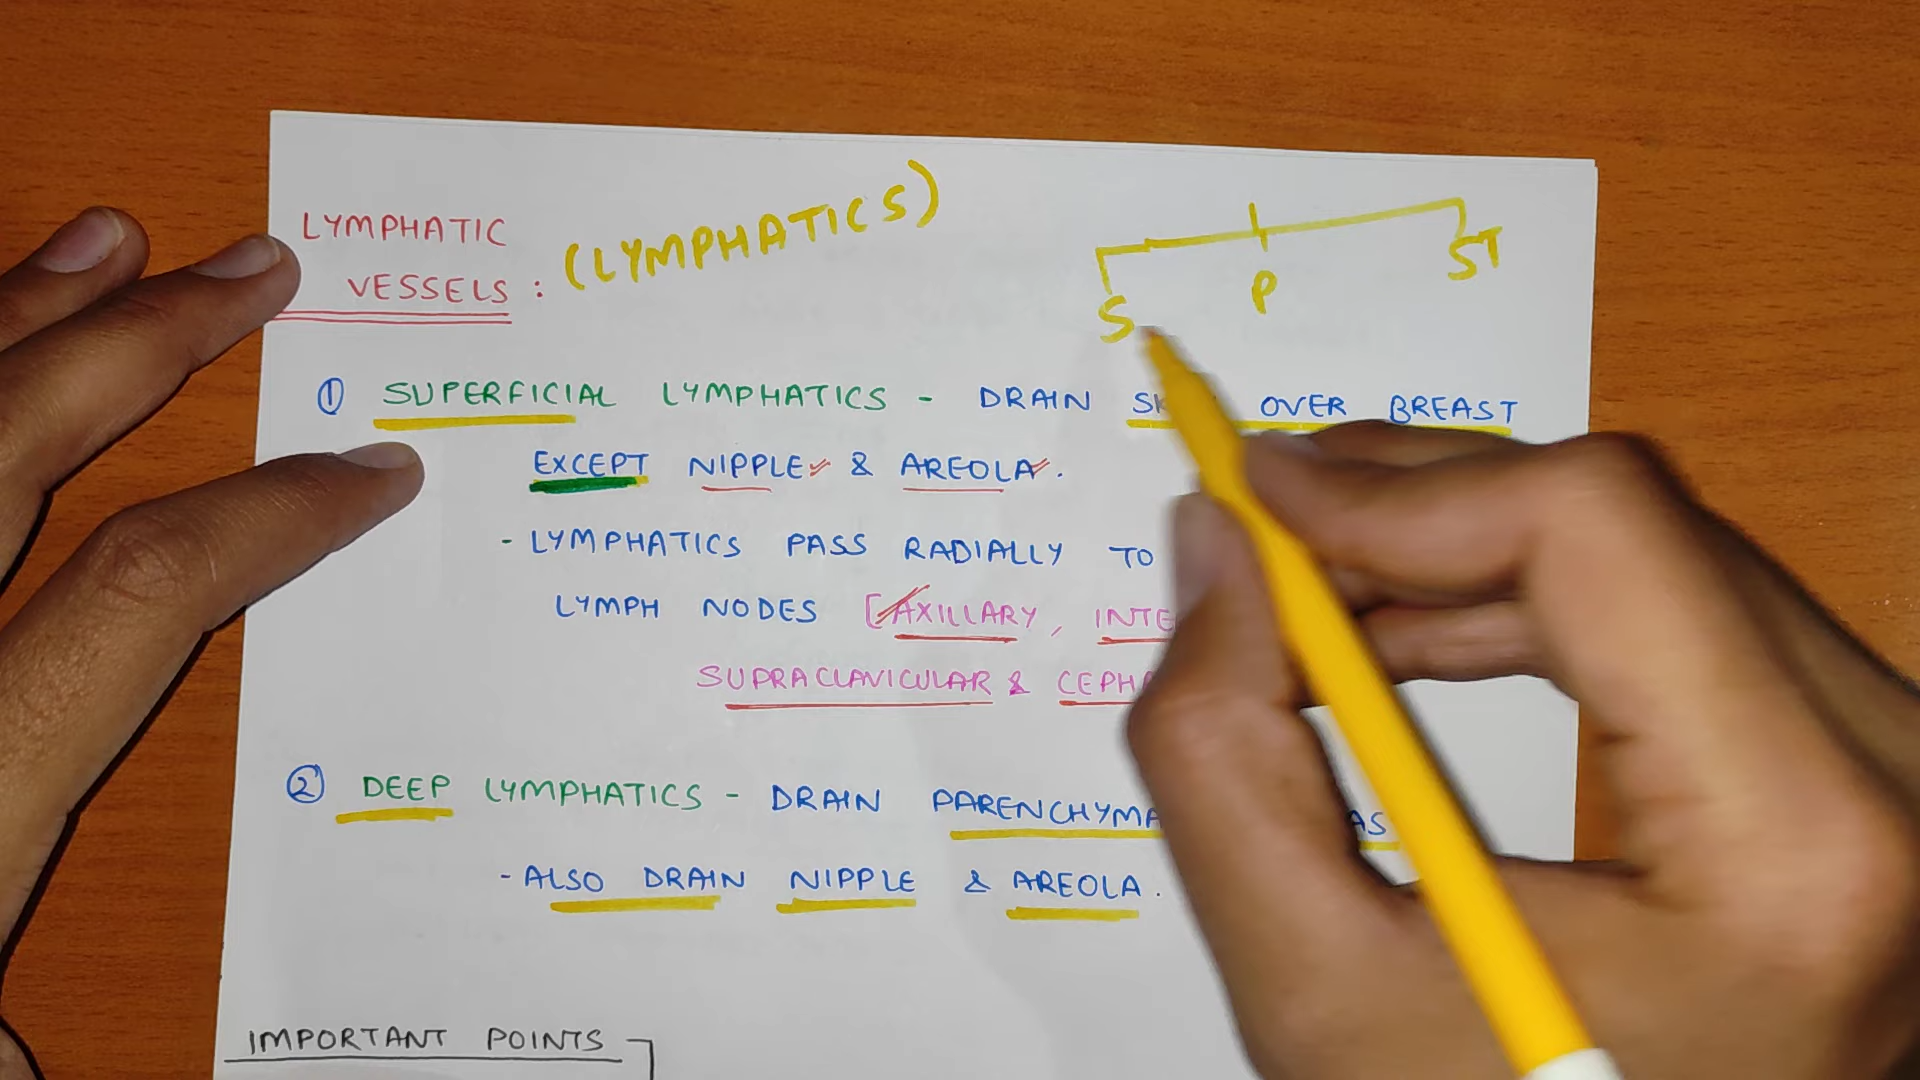 LYMPHATIC (LYMPHATICS)
VESSELS :
S P ST
① SUPERFICIAL LYMPHATICS - DRAIN OVER BREAST
EXCEPT NIPPLE & AREOLA.
- LYMPHATICS PASS RADIALLY TO
LYMPH NODES [AXILLARY,
SUPRACLAVICULAR &
② DEEP LYMPHATICS - DRAIN
- ALSO DRAIN NIPPLE & AREOLA.
IMPORTANT POINTS